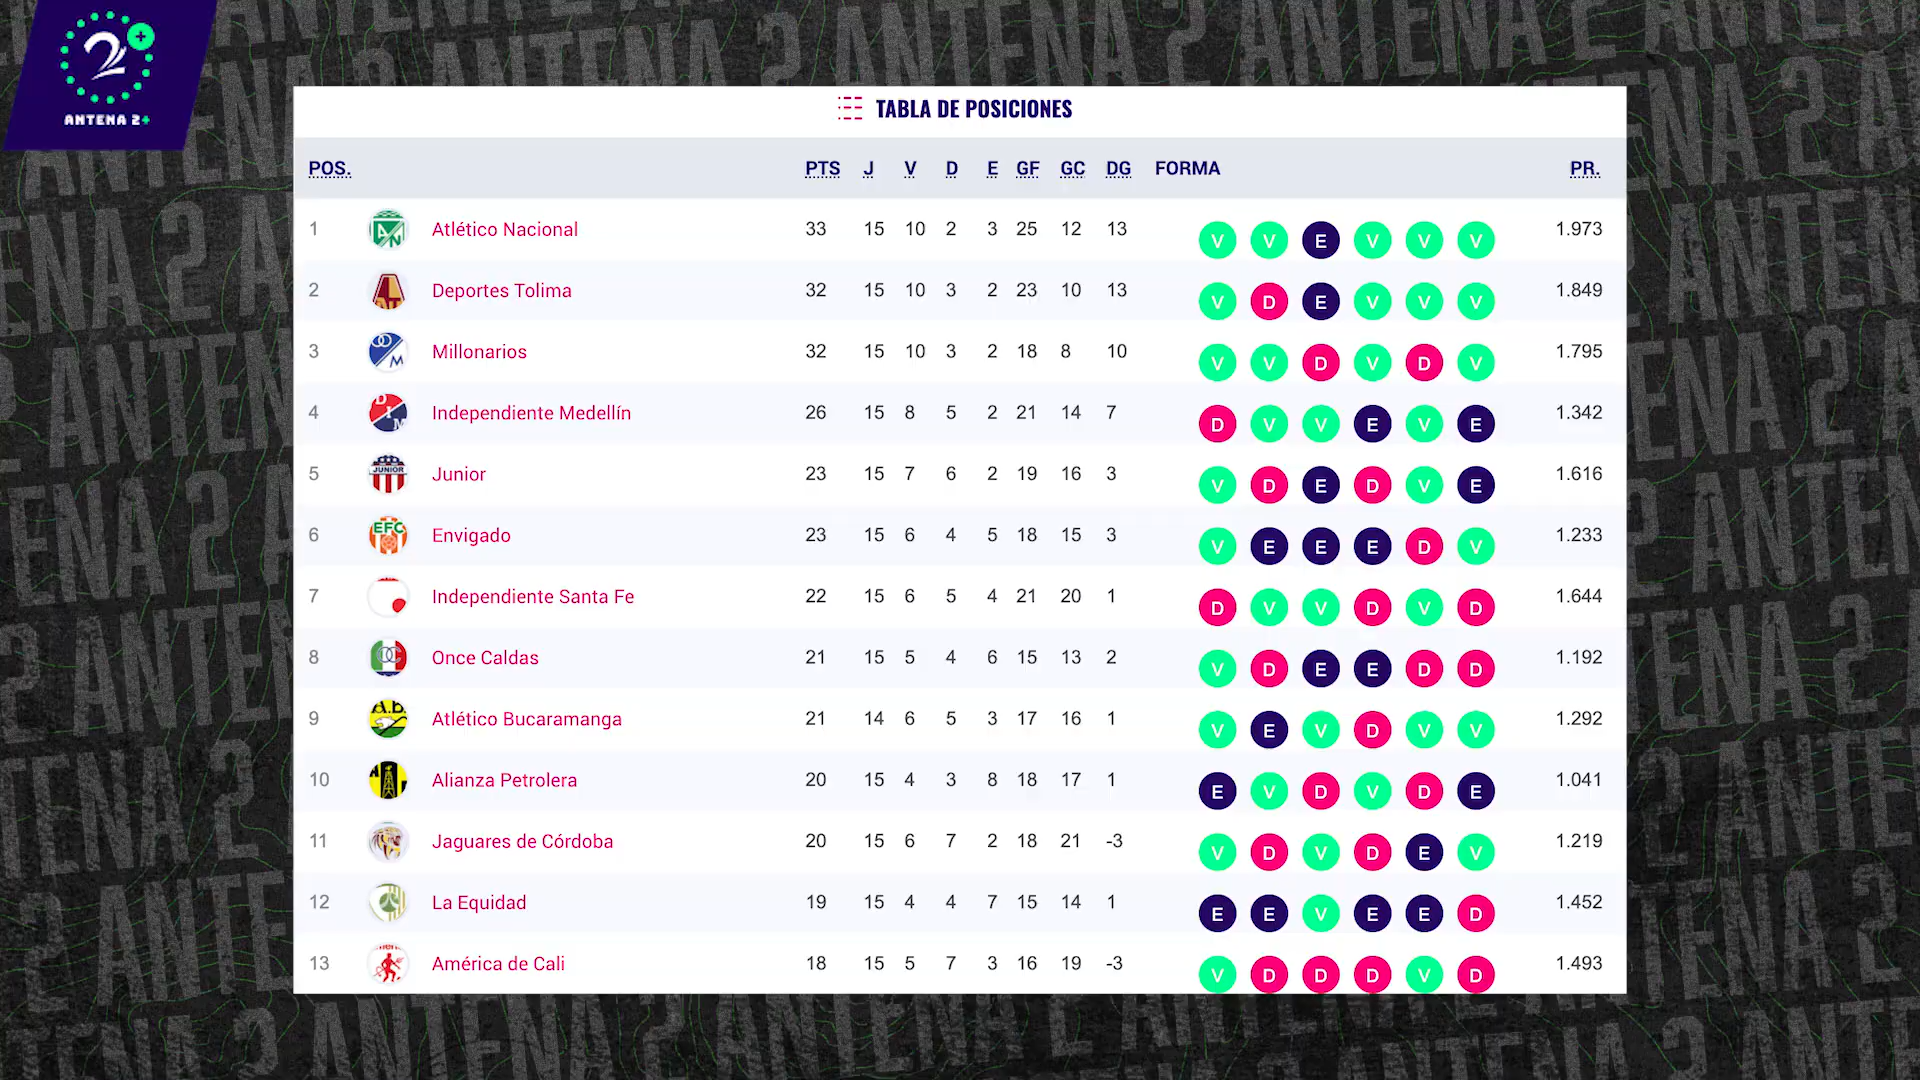 2+
ANTENA 2+
TABLA DE POSICIONES
POS. PTS J V D E GF GC DG FORMA PR.
1 Atlético Nacional 33 15 10 2 3 25 12 13 V V E V V V 1.973
2 Deportes Tolima 32 15 10 3 2 23 10 13 V D E V V V 1.849
3 Millonarios 32 15 10 3 2 18 8 10 V V D V D V 1.795
4 Independiente Medellín 26 15 8 5 2 21 14 7 D V V E V E 1.342
5 Junior 23 15 7 6 2 19 16 3 V D E D V E 1.616
6 Envigado 23 15 6 4 5 18 15 3 V E E E D V 1.233
7 Independiente Santa Fe 22 15 6 5 4 21 20 1 D V V D V D 1.644
8 Once Caldas 21 15 5 4 6 15 13 2 V D E E D D 1.192
9 Atlético Bucaramanga 21 14 6 5 3 17 16 1 V E V D V V 1.292
10 Alianza Petrolera 20 15 4 3 8 18 17 1 E V D V D E 1.041
11 Jaguares de Córdoba 20 15 6 7 2 18 21 -3 V D V D E V 1.219
12 La Equidad 19 15 4 4 7 15 14 1 E E V E E D 1.452
13 América de Cali 18 15 5 7 3 16 19 -3 V D D D V D 1.493